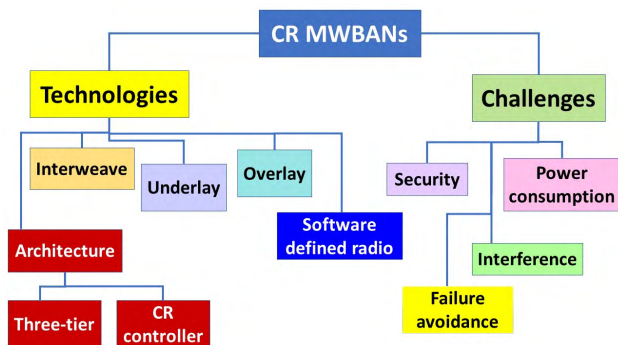 CR MWBANs
Technologies
Challenges
Interweave
Underlay
Overlay
Software
defined radio
Architecture
Three-tier
CR
controller
Security
Power
consumption
Interference
Failure
avoidance